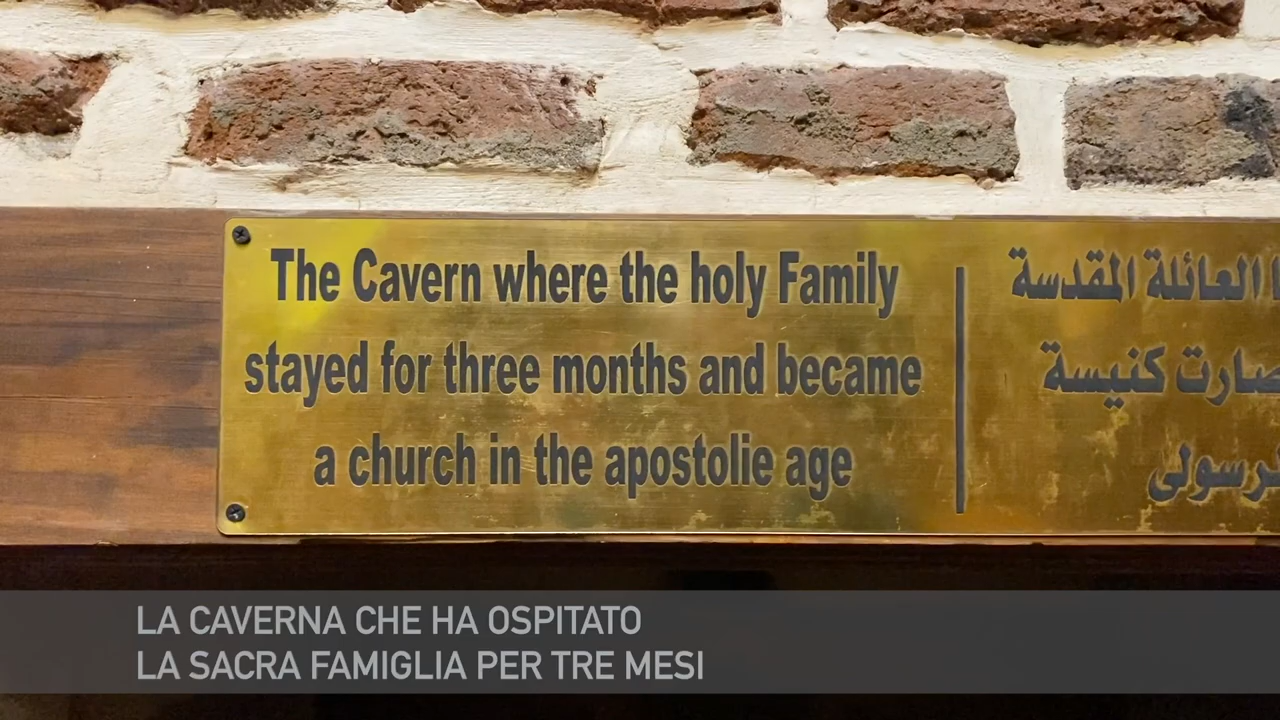 The Cavern where the holy Family
stayed for three months and became
a church in the apostolie age
العائلة المقدسة
صارت كنيسة
LA CAVERNA CHE HA OSPITATO
LA SACRA FAMIGLIA PER TRE MESI